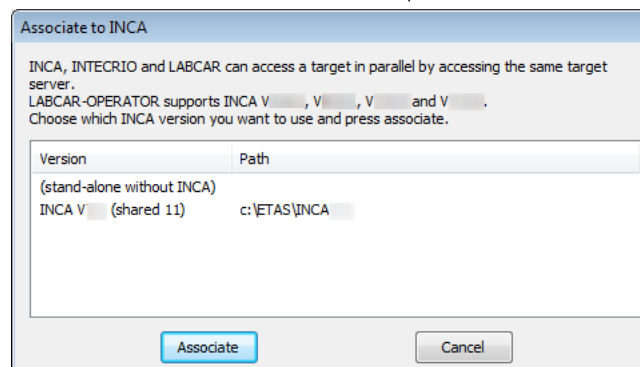 Associate to INCA
INCA, INTECRIO and LABCAR can access a target in parallel by accessing the same target
server.
LABCAR-OPERATOR supports INCA V , V , V and V .
Choose which INCA version you want to use and press associate.
Version Path
(stand-alone without INCA)
INCA V (shared 11) c:\ETAS\INCA
Associate Cancel